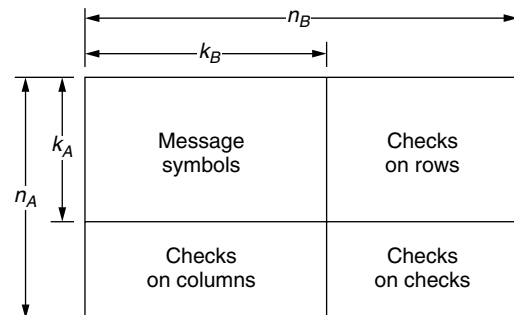 n_B
k_B
k_A
n_A
Message
symbols
Checks
on rows
Checks
on columns
Checks
on checks